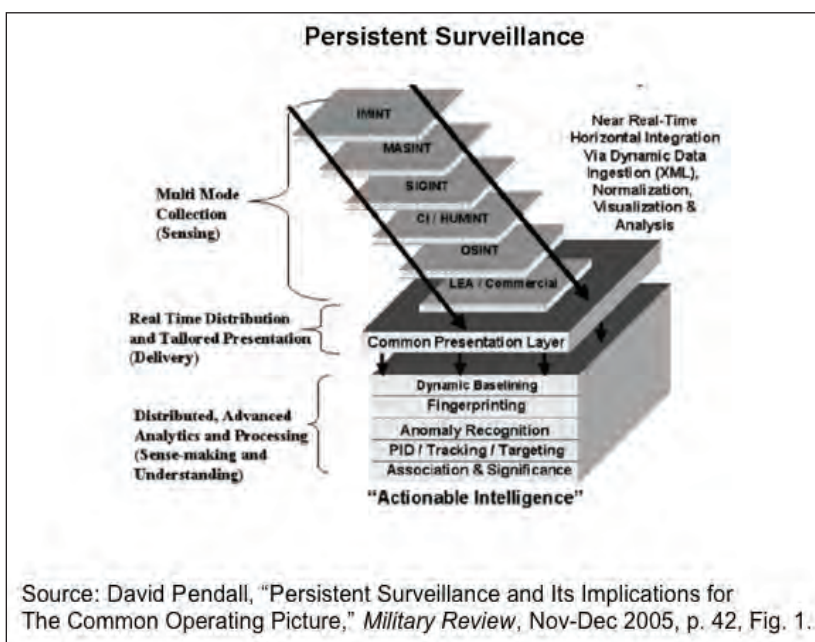 Persistent Surveillance
IMINT
MASINT
SIGINT
CI / HUMINT
OSINT
LEA / Commercial
Near Real-Time
Horizontal Integration
Via Dynamic Data
Ingestion (XML),
Normalization,
Visualization &
Analysis
Multi Mode
Collection
(Sensing)
Real Time Distribution
and Tailored Presentation
(Delivery)
Common Presentation Layer
Distributed, Advanced
Analytics and Processing
(Sense-making and
Understanding)
Dynamic Baselining
Fingerprinting
Anomaly Recognition
PID / Tracking / Targeting
Association & Significance
“Actionable Intelligence”
Source: David Pendall, “Persistent Surveillance and Its Implications for
The Common Operating Picture,” Military Review, Nov-Dec 2005, p. 42, Fig. 1.